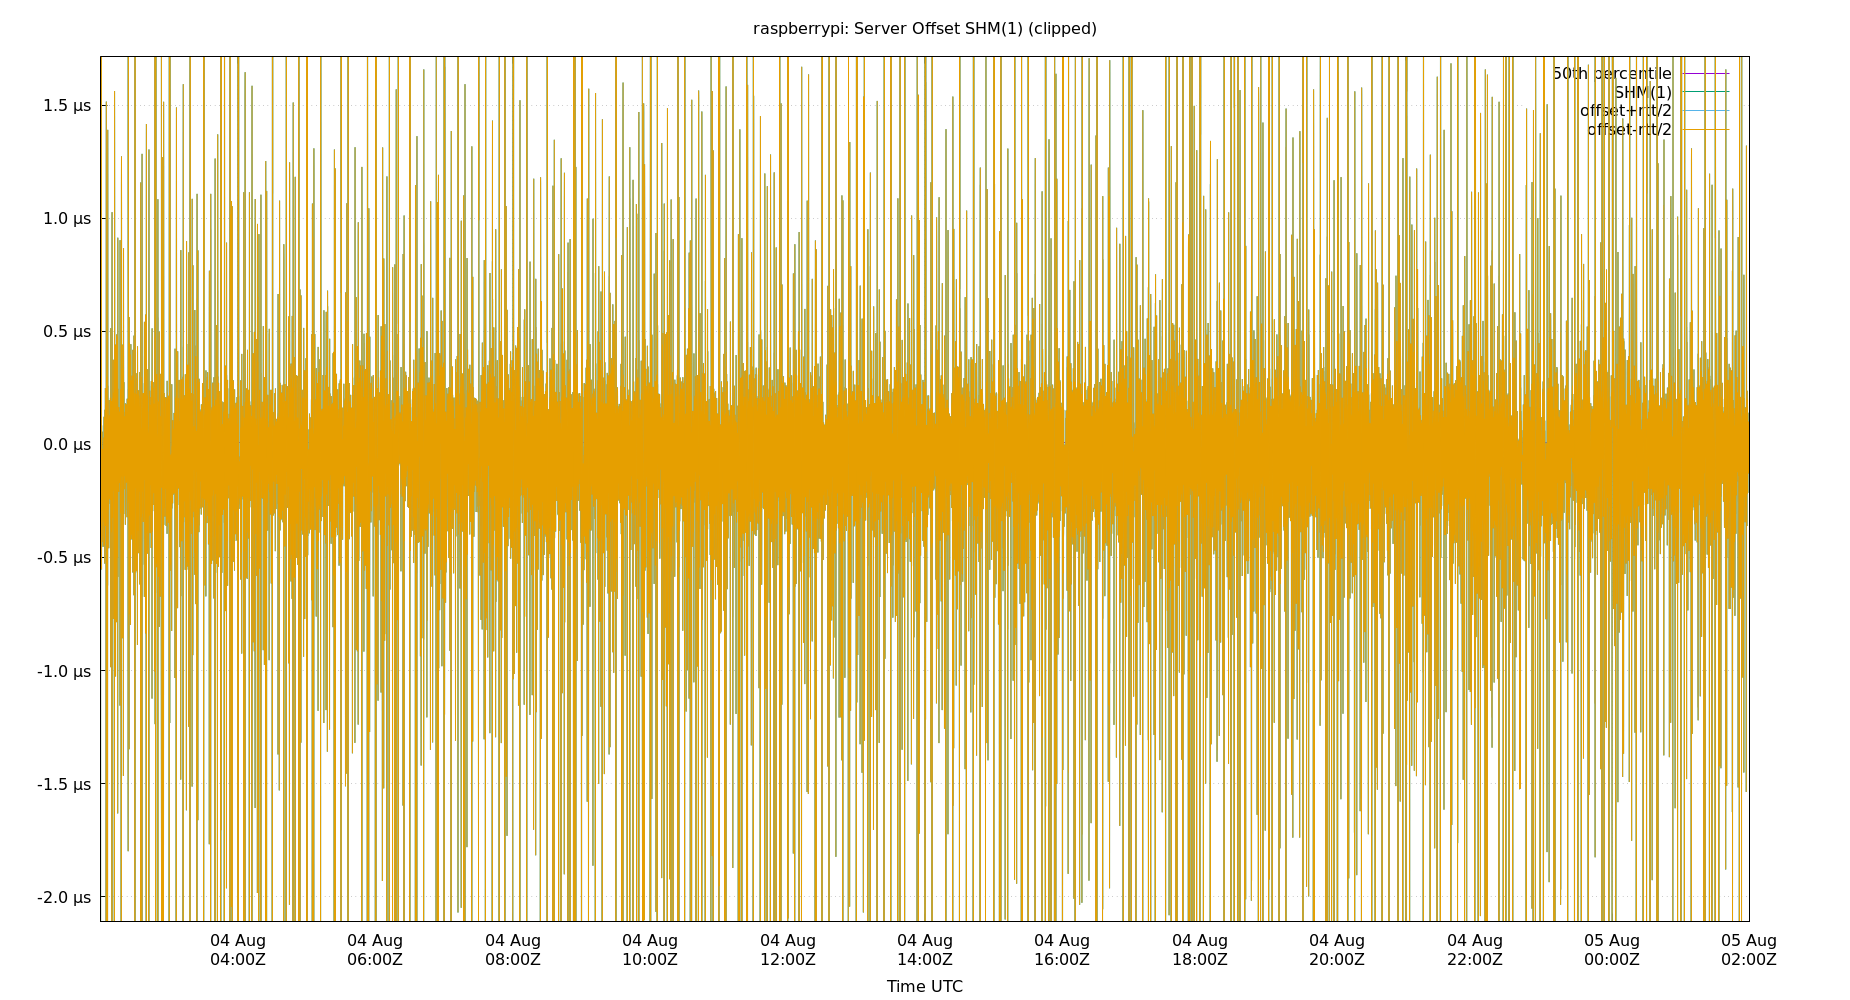 raspberrypi: Server Offset SHM(1) (clipped)
50th percentile
SHM(1)
offset+rtt/2
offset-rtt/2
1.5 µs
1.0 µs
0.5 µs
0.0 µs
-0.5 µs
-1.0 µs
-1.5 µs
-2.0 µs
04 Aug 04 Aug 04 Aug 04 Aug 04 Aug 04 Aug 04 Aug 04 Aug 04 Aug 04 Aug 05 Aug 05 Aug
04:00Z 06:00Z 08:00Z 10:00Z 12:00Z 14:00Z 16:00Z 18:00Z 20:00Z 22:00Z 00:00Z 02:00Z
Time UTC